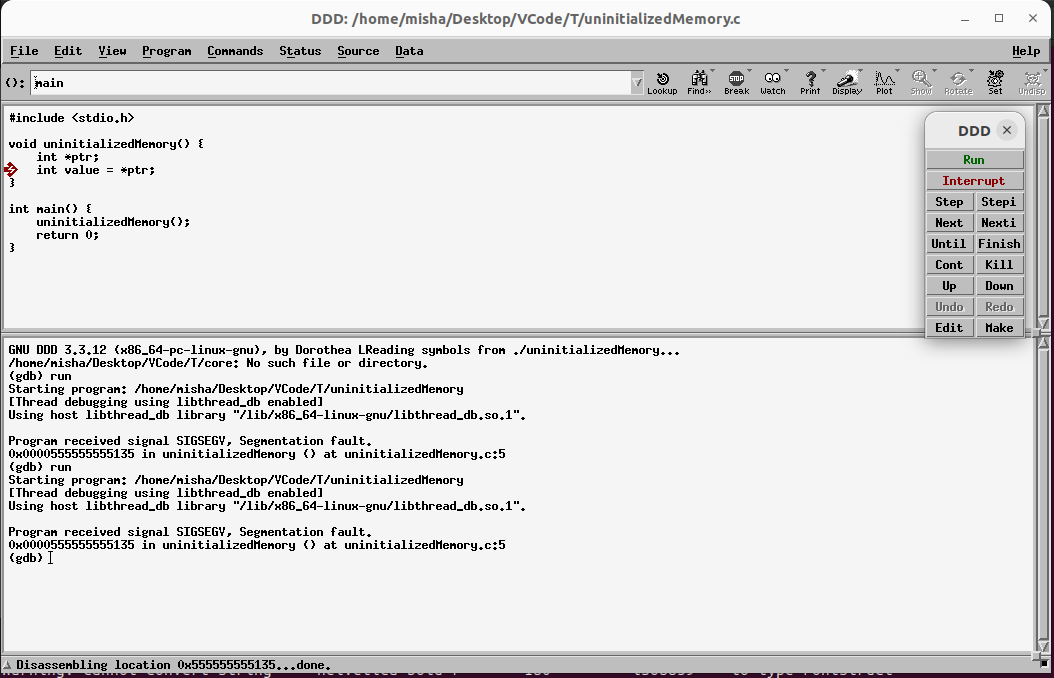 DDD: /home/misha/Desktop/VCode/T/uninitializedMemory.c
File Edit View Program Commands Status Source Data Help
(): main
Lookup Find» Break Watch Print Display Plot Show Rotate Set Undisp
#include <stdio.h>
void uninitializedMemory() {
    int *ptr;
    int value = *ptr;
}
int main() {
    uninitializedMemory();
    return 0;
}
DDD
Run
Interrupt
Step Stepi
Next Nexti
Until Finish
Cont Kill
Up Down
Undo Redo
Edit Make
GNU DDD 3.3.12 (x86_64-pc-linux-gnu), by Dorothea LReading symbols from ./uninitializedMemory...
/home/misha/Desktop/VCode/T/core: No such file or directory.
(gdb) run
Starting program: /home/misha/Desktop/VCode/T/uninitializedMemory
[Thread debugging using libthread_db enabled]
Using host libthread_db library "/lib/x86_64-linux-gnu/libthread_db.so.1".
Program received signal SIGSEGV, Segmentation fault.
0x0000555555555135 in uninitializedMemory () at uninitializedMemory.c:5
(gdb) run
Starting program: /home/misha/Desktop/VCode/T/uninitializedMemory
[Thread debugging using libthread_db enabled]
Using host libthread_db library "/lib/x86_64-linux-gnu/libthread_db.so.1".
Program received signal SIGSEGV, Segmentation fault.
0x0000555555555135 in uninitializedMemory () at uninitializedMemory.c:5
(gdb)
Disassembling location 0x555555555135...done.